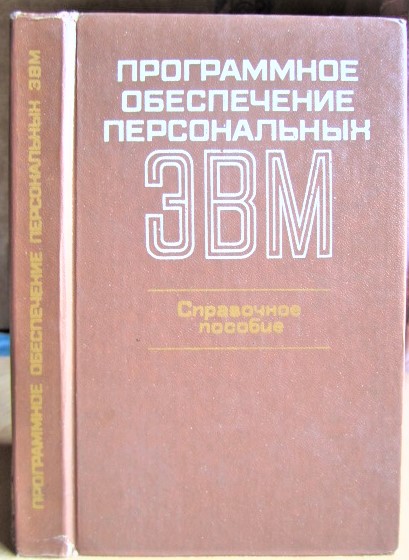 ПРОГРАММНОЕ ОБЕСПЕЧЕНИЕ ПЕРСОНАЛЬНЫХ ЭВМ
ПРОГРАММНОЕ
ОБЕСПЕЧЕНИЕ
ПЕРСОНАЛЬНЫХ
ЭВМ
Справочное
пособие